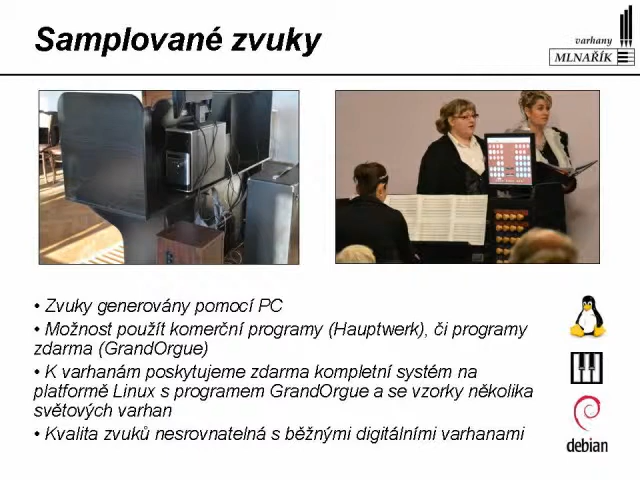 Samplované zvuky
varhany
MLNAŘÍK
• Zvuky generovány pomocí PC
• Možnost použít komerční programy (Hauptwerk), či programy
zdarma (GrandOrgue)
• K varhanám poskytujeme zdarma kompletní systém na
platformě Linux s programem GrandOrgue a se vzorky několika
světových varhan
• Kvalita zvuků nesrovnatelná s běžnými digitálními varhanami
debian